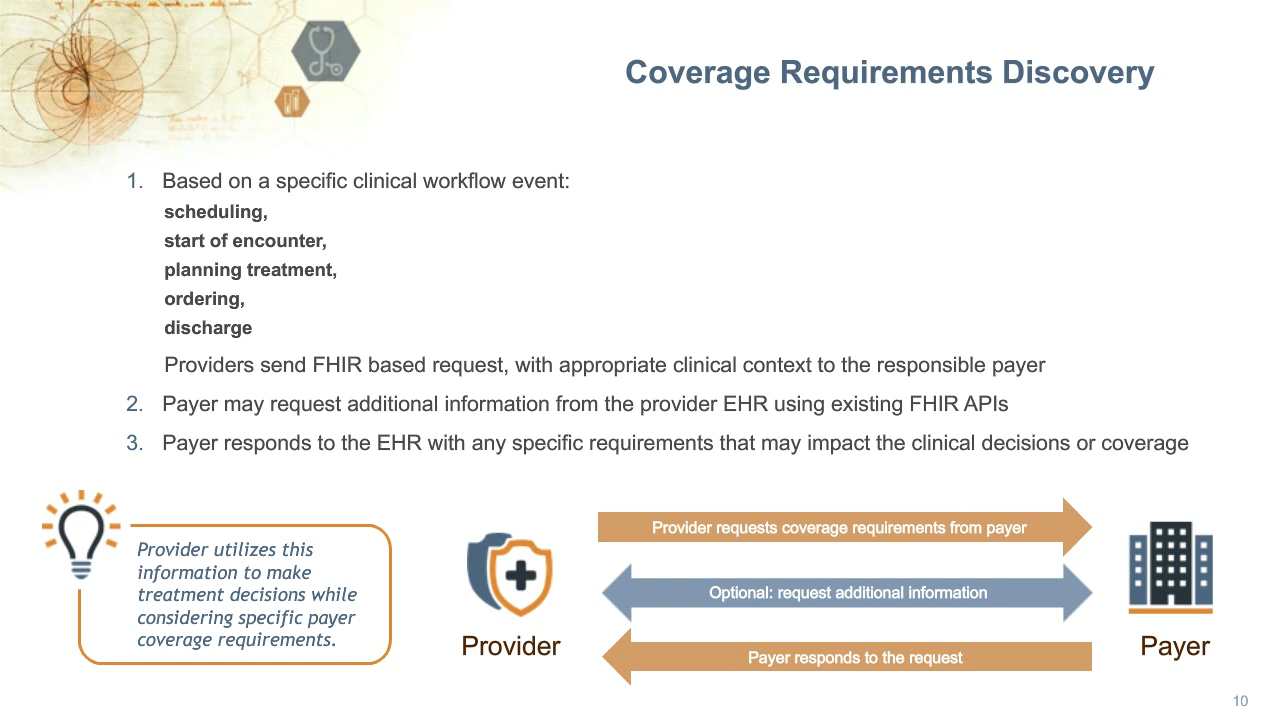 Coverage Requirements Discovery
1. Based on a specific clinical workflow event:
scheduling,
start of encounter,
planning treatment,
ordering,
discharge
Providers send FHIR based request, with appropriate clinical context to the responsible payer
2. Payer may request additional information from the provider EHR using existing FHIR APIs
3. Payer responds to the EHR with any specific requirements that may impact the clinical decisions or coverage
Provider utilizes this
information to make
treatment decisions while
considering specific payer
coverage requirements.
Provider
Provider requests coverage requirements from payer
Optional: request additional information
Payer responds to the request
Payer
10